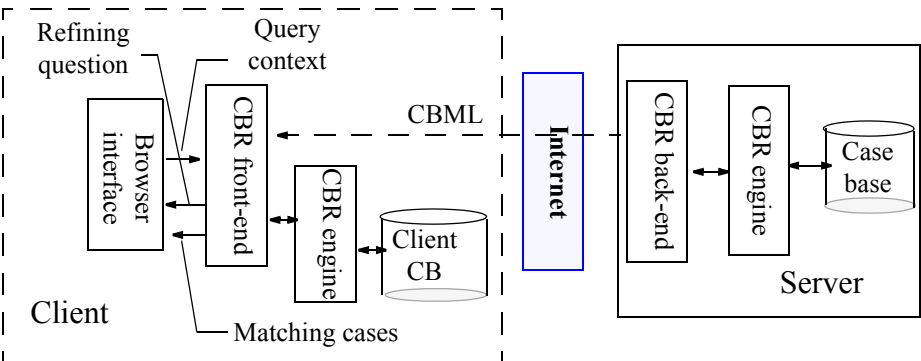 Refining
question
Query
context
Browser
interface
CBR front-end
CBR engine
Client
CB
Matching cases
Client
CBML
Internet
CBR back-end
CBR engine
Case
base
Server